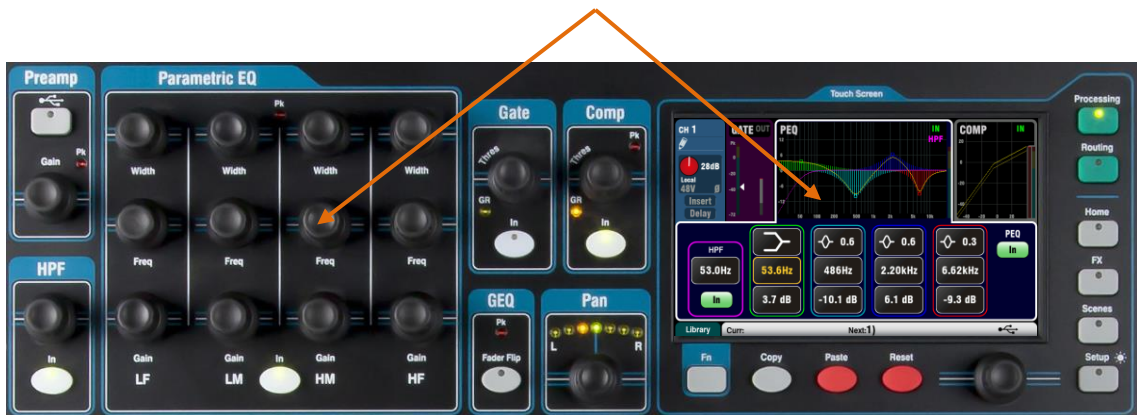 Preamp
Gain
Pk
HPF
In
Parametric EQ
Pk
Width Width Width Width
Freq Freq Freq Freq
Gain Gain In Gain Gain
LF LM HM HF
Gate
Thres
GR
In
Comp
Pk
Thres
GR
In
GEQ
Pk
Fader Flip
Pan
L R
Touch Screen
CH 1
28dB
Local
48V Ø
Insert
Delay
GATE OUT
PEQ IN
HPF
COMP IN
HPF
53.0Hz
In
53.6Hz
3.7 dB
0.6
486Hz
-10.1 dB
0.6
2.20kHz
6.1 dB
0.3
6.62kHz
-9.3 dB
PEQ
In
Library Curr: Next:1)
Fn
Copy
Paste
Reset
Processing
Routing
Home
FX
Scenes
Setup